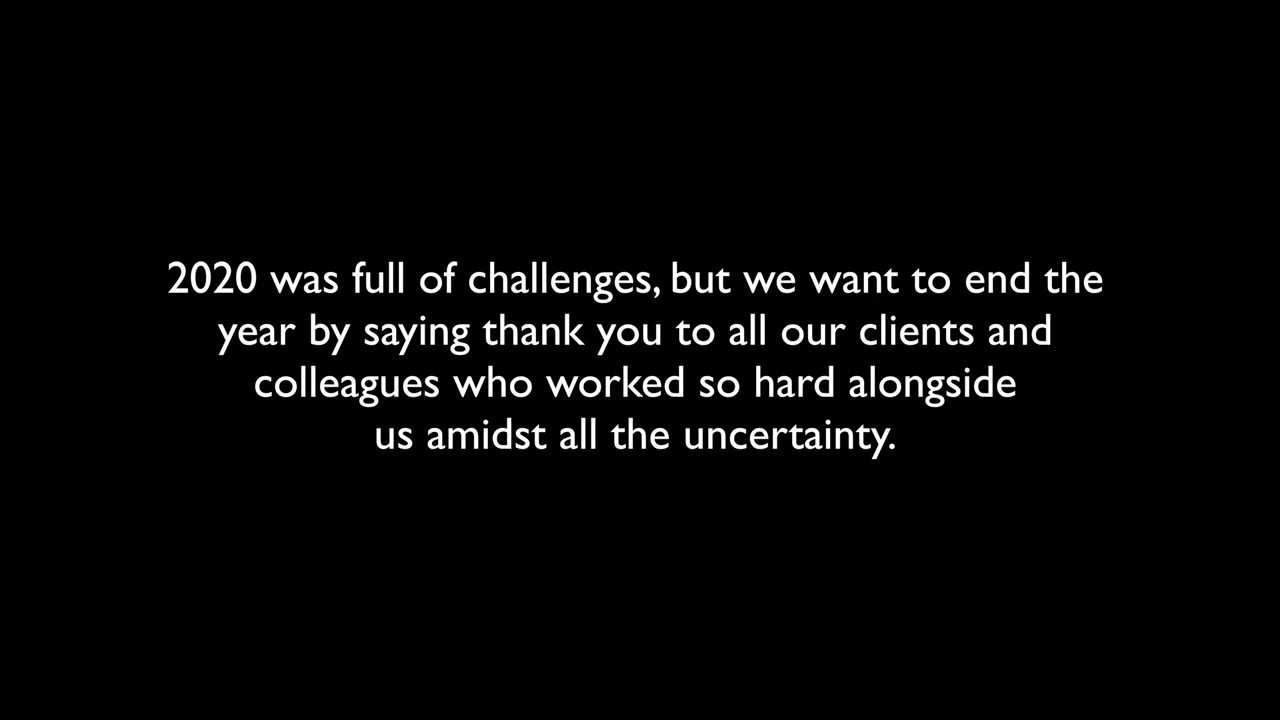 2020 was full of challenges, but we want to end the
year by saying thank you to all our clients and
colleagues who worked so hard alongside
us amidst all the uncertainty.